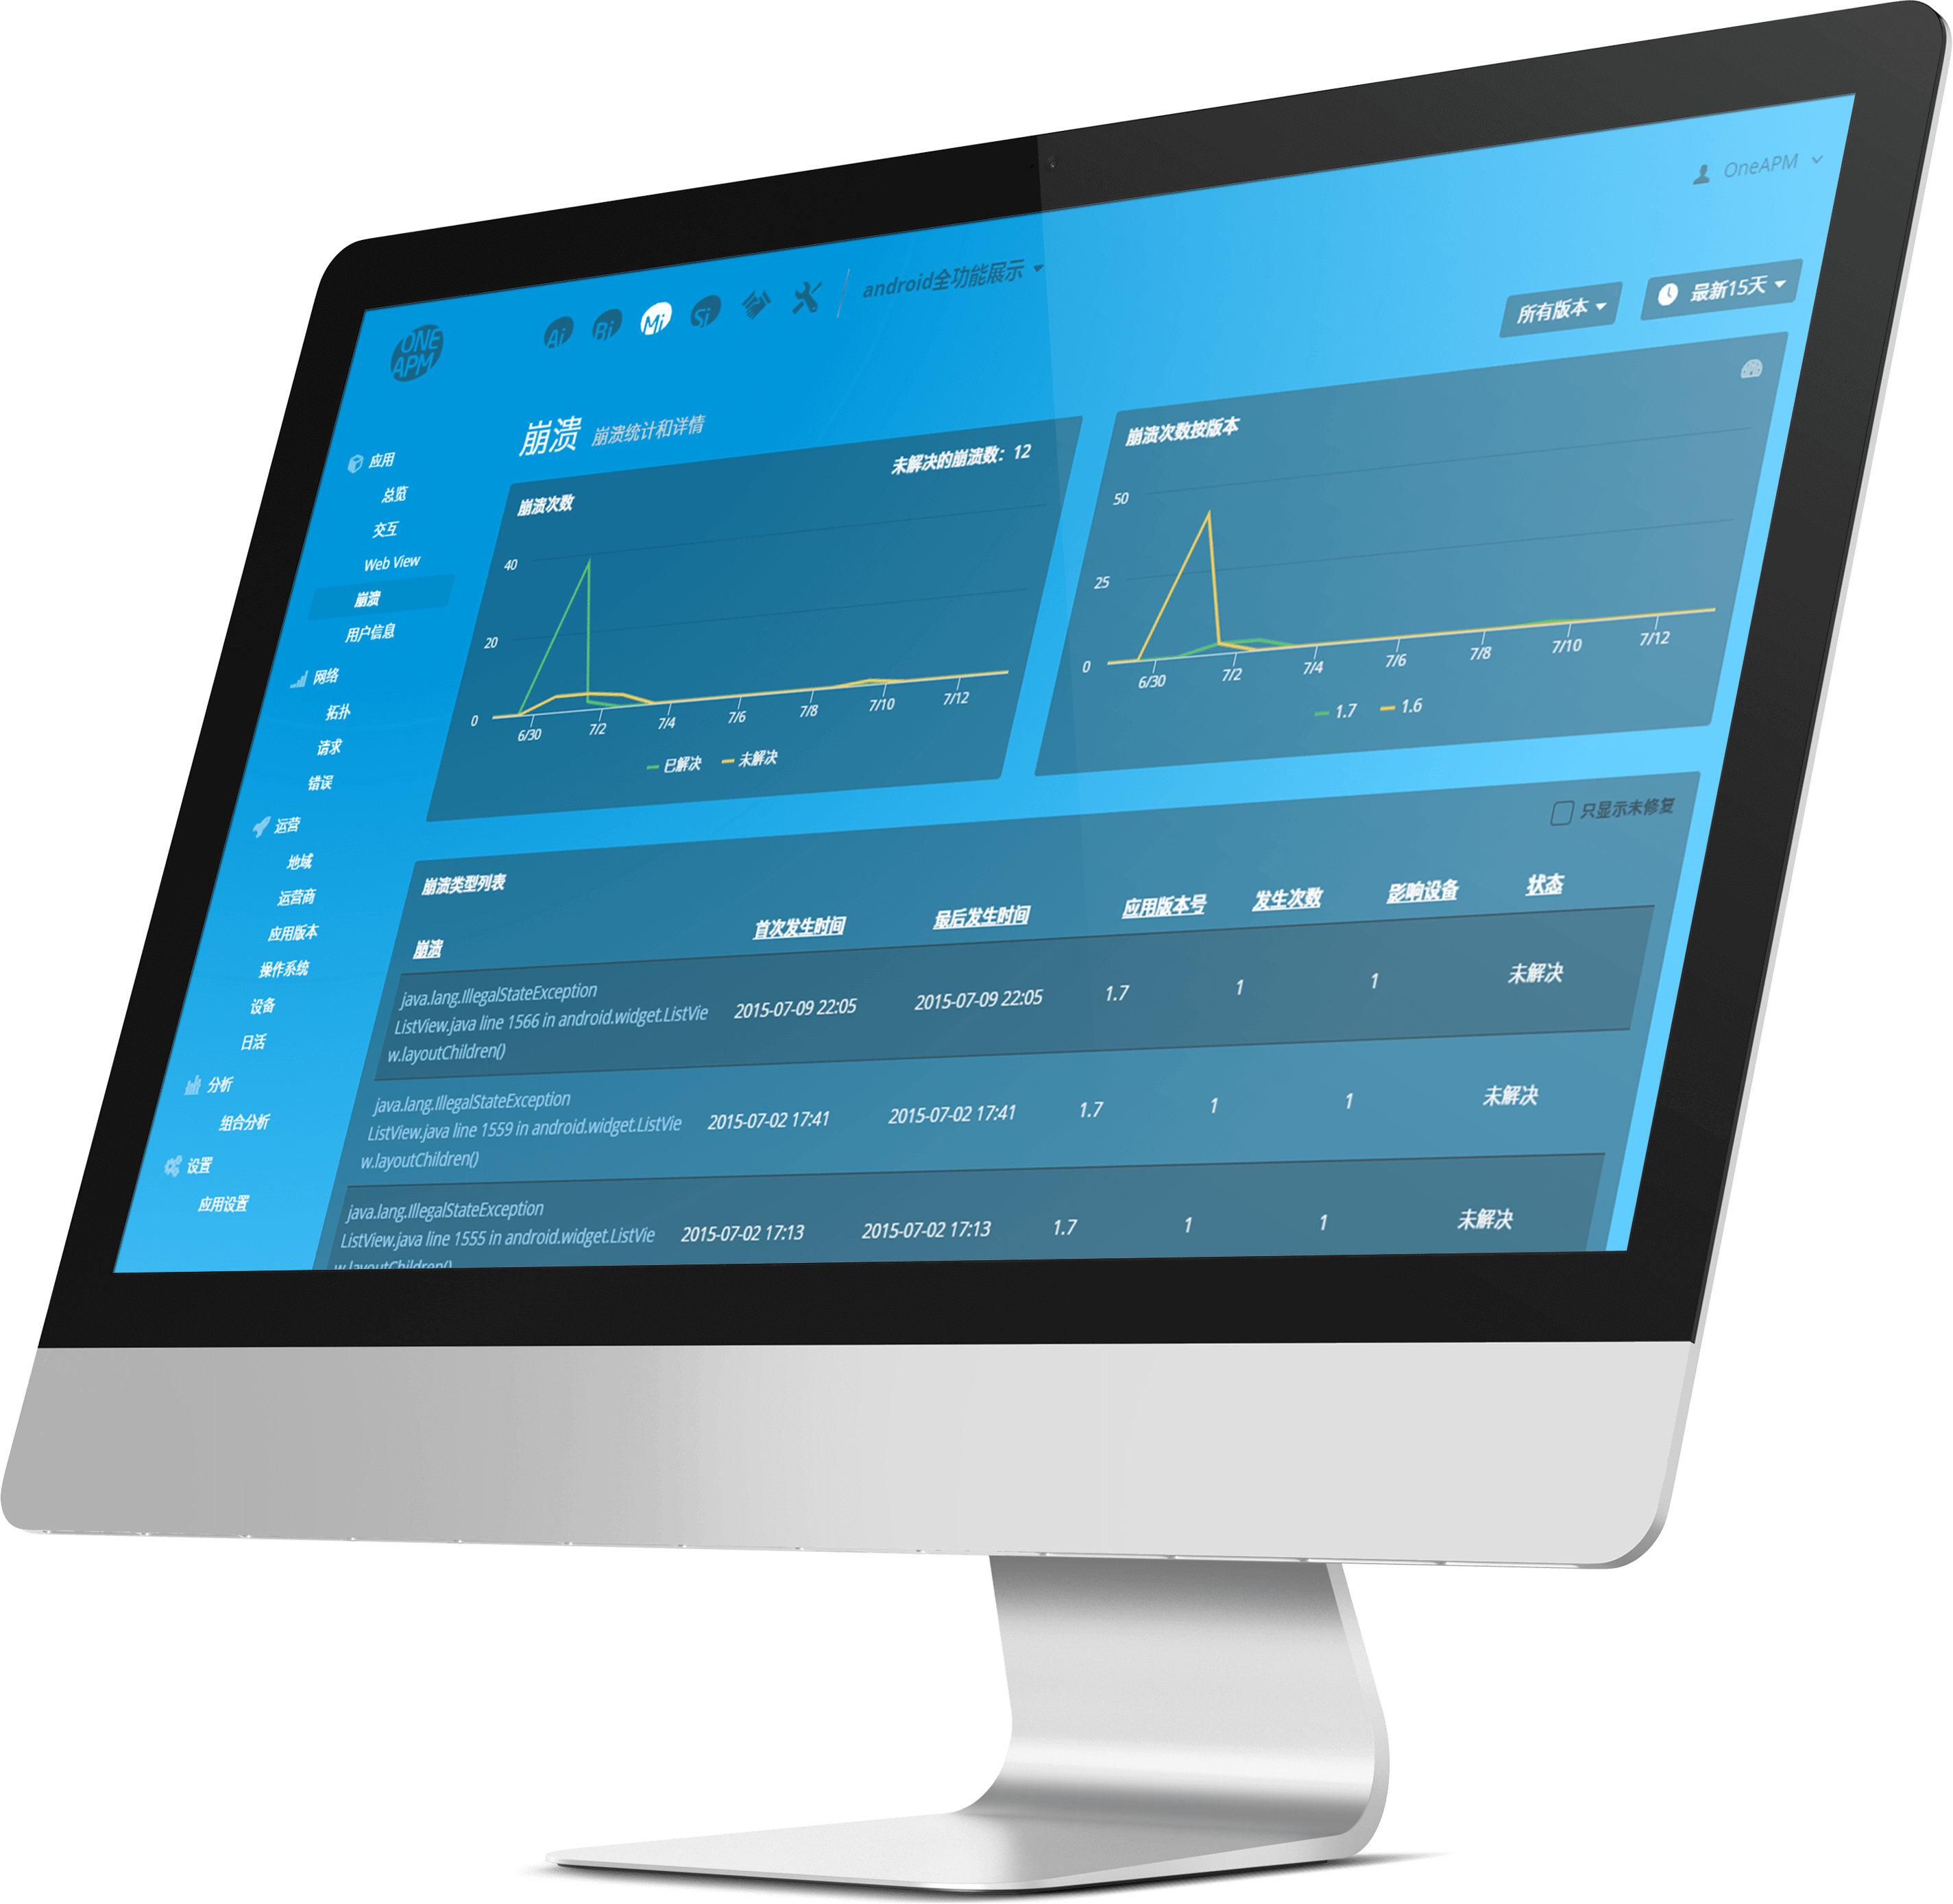 OneAPM
ONE
APM
Ai
Bi
Mi
Si
android全功能展示
所有版本
最新15天
崩溃 崩溃统计和详情
应用
总览
交互
Web View
崩溃
用户信息
网络
拓扑
请求
错误
运营
地域
运营商
应用版本
操作系统
设备
日活
分析
组合分析
设置
应用设置
未解决的崩溃数：12
崩溃次数
40
20
0
6/30 7/2 7/4 7/6 7/8 7/10 7/12
已解决 未解决
崩溃次数按版本
50
25
0
6/30 7/2 7/4 7/6 7/8 7/10 7/12
1.7 1.6
只显示未修复
崩溃类型列表
崩溃 首次发生时间 最后发生时间 应用版本号 发生次数 影响设备 状态
java.lang.IllegalStateException
ListView.java line 1566 in android.widget.ListVie 2015-07-09 22:05 2015-07-09 22:05 1.7 1 1 未解决
w.layoutChildren()
java.lang.IllegalStateException
ListView.java line 1559 in android.widget.ListVie 2015-07-02 17:41 2015-07-02 17:41 1.7 1 1 未解决
w.layoutChildren()
java.lang.IllegalStateException
ListView.java line 1555 in android.widget.ListVie 2015-07-02 17:13 2015-07-02 17:13 1.7 1 1 未解决
w.layoutChildren()